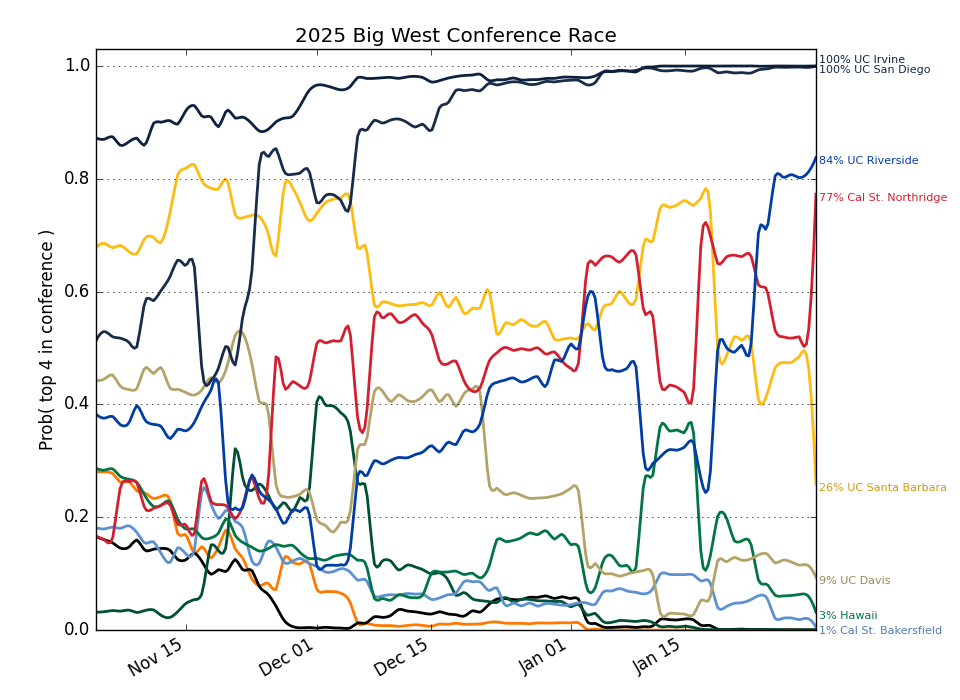 2025 Big West Conference Race
Prob( top 4 in conference )
1.0
0.8
0.6
0.4
0.2
0.0
Nov 15
Dec 01
Dec 15
Jan 01
Jan 15
100% UC Irvine
100% UC San Diego
84% UC Riverside
77% Cal St. Northridge
26% UC Santa Barbara
9% UC Davis
3% Hawaii
1% Cal St. Bakersfield